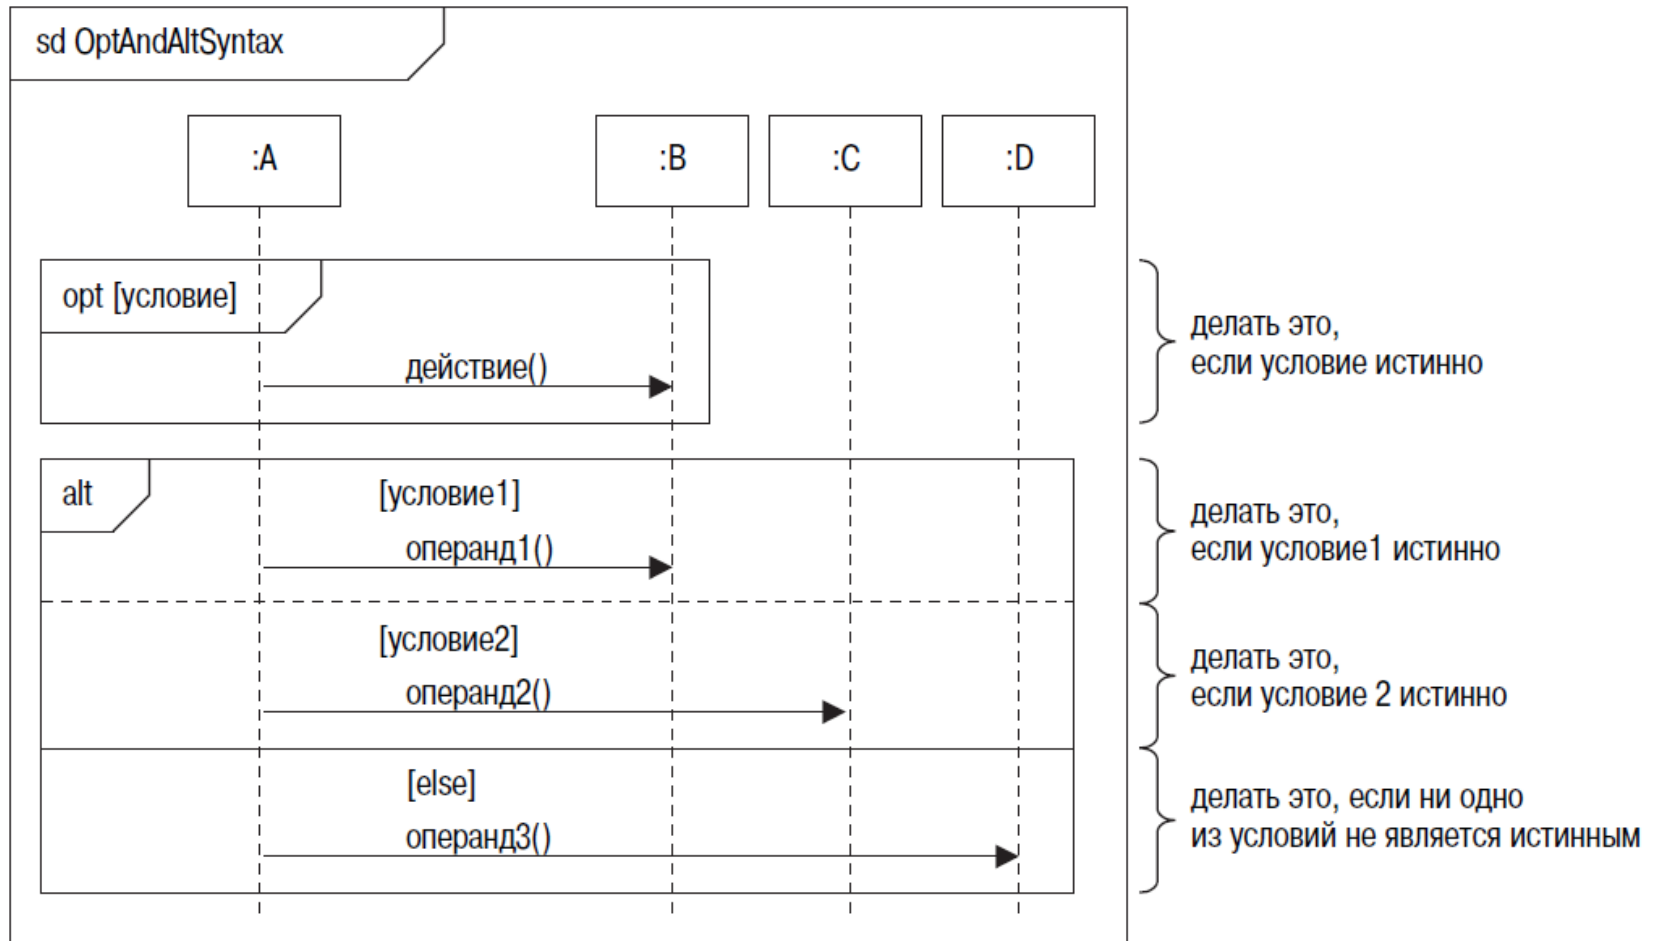 sd OptAndAltSyntax
:A
:B
:C
:D
opt [условие]
действие()
делать это,
если условие истинно
alt
[условие1]
операнд1()
делать это,
если условие1 истинно
[условие2]
операнд2()
делать это,
если условие 2 истинно
[else]
операнд3()
делать это, если ни одно
из условий не является истинным